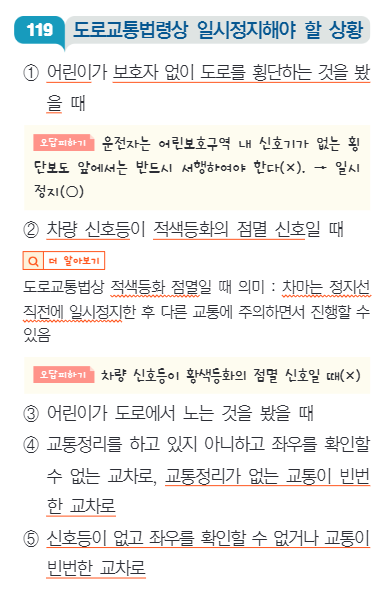 119 도로교통법령상 일시정지해야 할 상황
① 어린이가 보호자 없이 도로를 횡단하는 것을 봤
을 때
오답피하기 운전자는 어린보호구역 내 신호기가 없는 횡
단보도 앞에서는 반드시 서행하여야 한다(×). → 일시
정지(○)
② 차량 신호등이 적색등화의 점멸 신호일 때
더 알아보기
도로교통법상 적색등화 점멸일 때 의미 : 차마는 정지선
직전에 일시정지한 후 다른 교통에 주의하면서 진행할 수
있음
오답피하기 차량 신호등이 황색등화의 점멸 신호일 때(×)
③ 어린이가 도로에서 노는 것을 봤을 때
④ 교통정리를 하고 있지 아니하고 좌우를 확인할
수 없는 교차로, 교통정리가 없는 교통이 빈번
한 교차로
⑤ 신호등이 없고 좌우를 확인할 수 없거나 교통이
빈번한 교차로